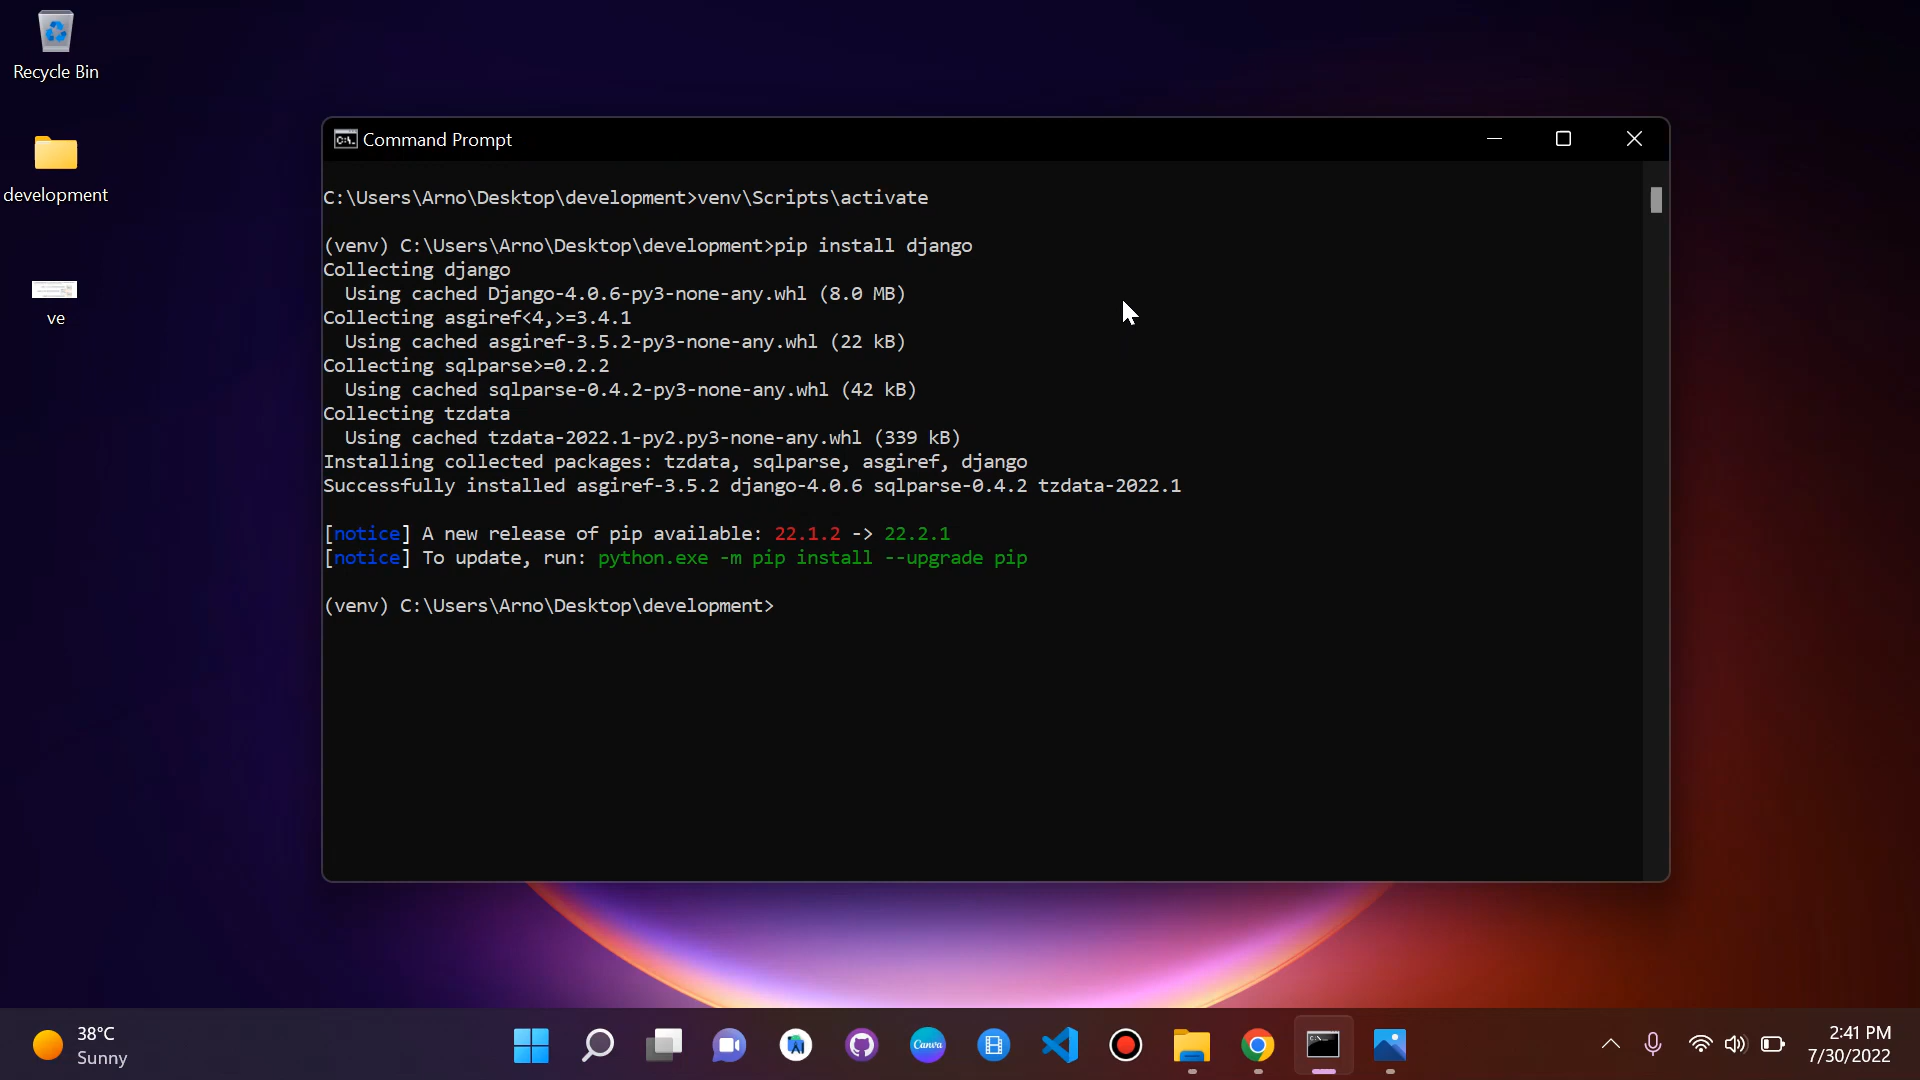 Recycle Bin
development
ve
Command Prompt
C:\Users\Arno\Desktop\development>venv\Scripts\activate
(venv) C:\Users\Arno\Desktop\development>pip install django
Collecting django
  Using cached Django-4.0.6-py3-none-any.whl (8.0 MB)
Collecting asgiref<4,>=3.4.1
  Using cached asgiref-3.5.2-py3-none-any.whl (22 kB)
Collecting sqlparse>=0.2.2
  Using cached sqlparse-0.4.2-py3-none-any.whl (42 kB)
Collecting tzdata
  Using cached tzdata-2022.1-py2.py3-none-any.whl (339 kB)
Installing collected packages: tzdata, sqlparse, asgiref, django
Successfully installed asgiref-3.5.2 django-4.0.6 sqlparse-0.4.2 tzdata-2022.1
[notice] A new release of pip available: 22.1.2 -> 22.2.1
[notice] To update, run: python.exe -m pip install --upgrade pip
(venv) C:\Users\Arno\Desktop\development>
38°C
Sunny
Canva
2:41 PM
7/30/2022